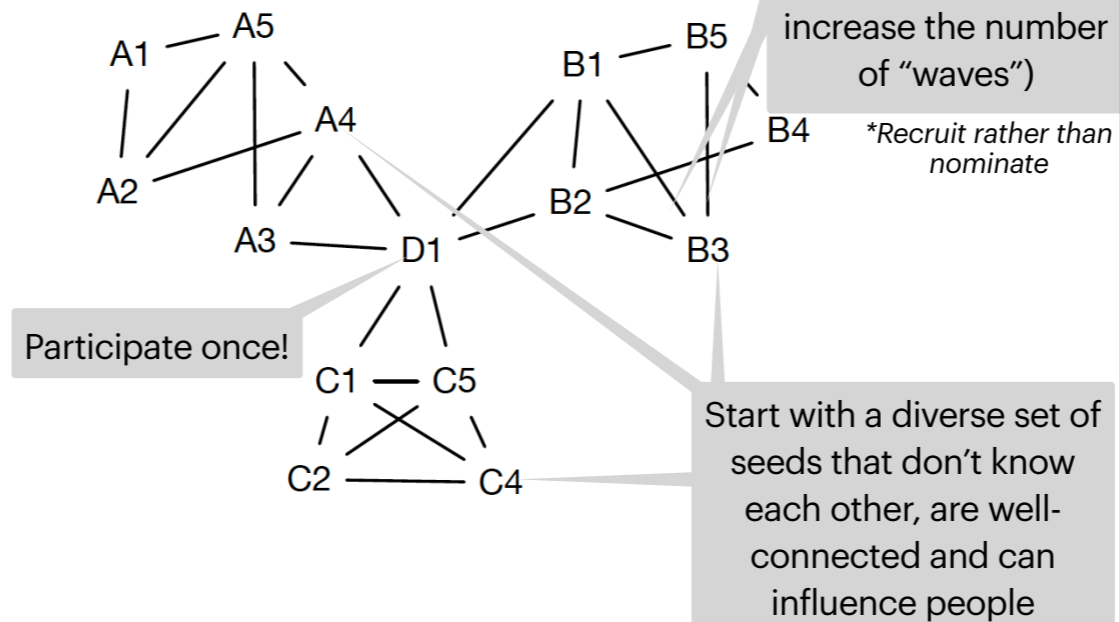 increase the number
of “waves”)
*Recruit rather than
nominate
A1
A5
A4
A2
A3
B1
B5
B4
B2
B3
D1
Participate once!
C1
C5
C2
C4
Start with a diverse set of
seeds that don’t know
each other, are well-
connected and can
influence people